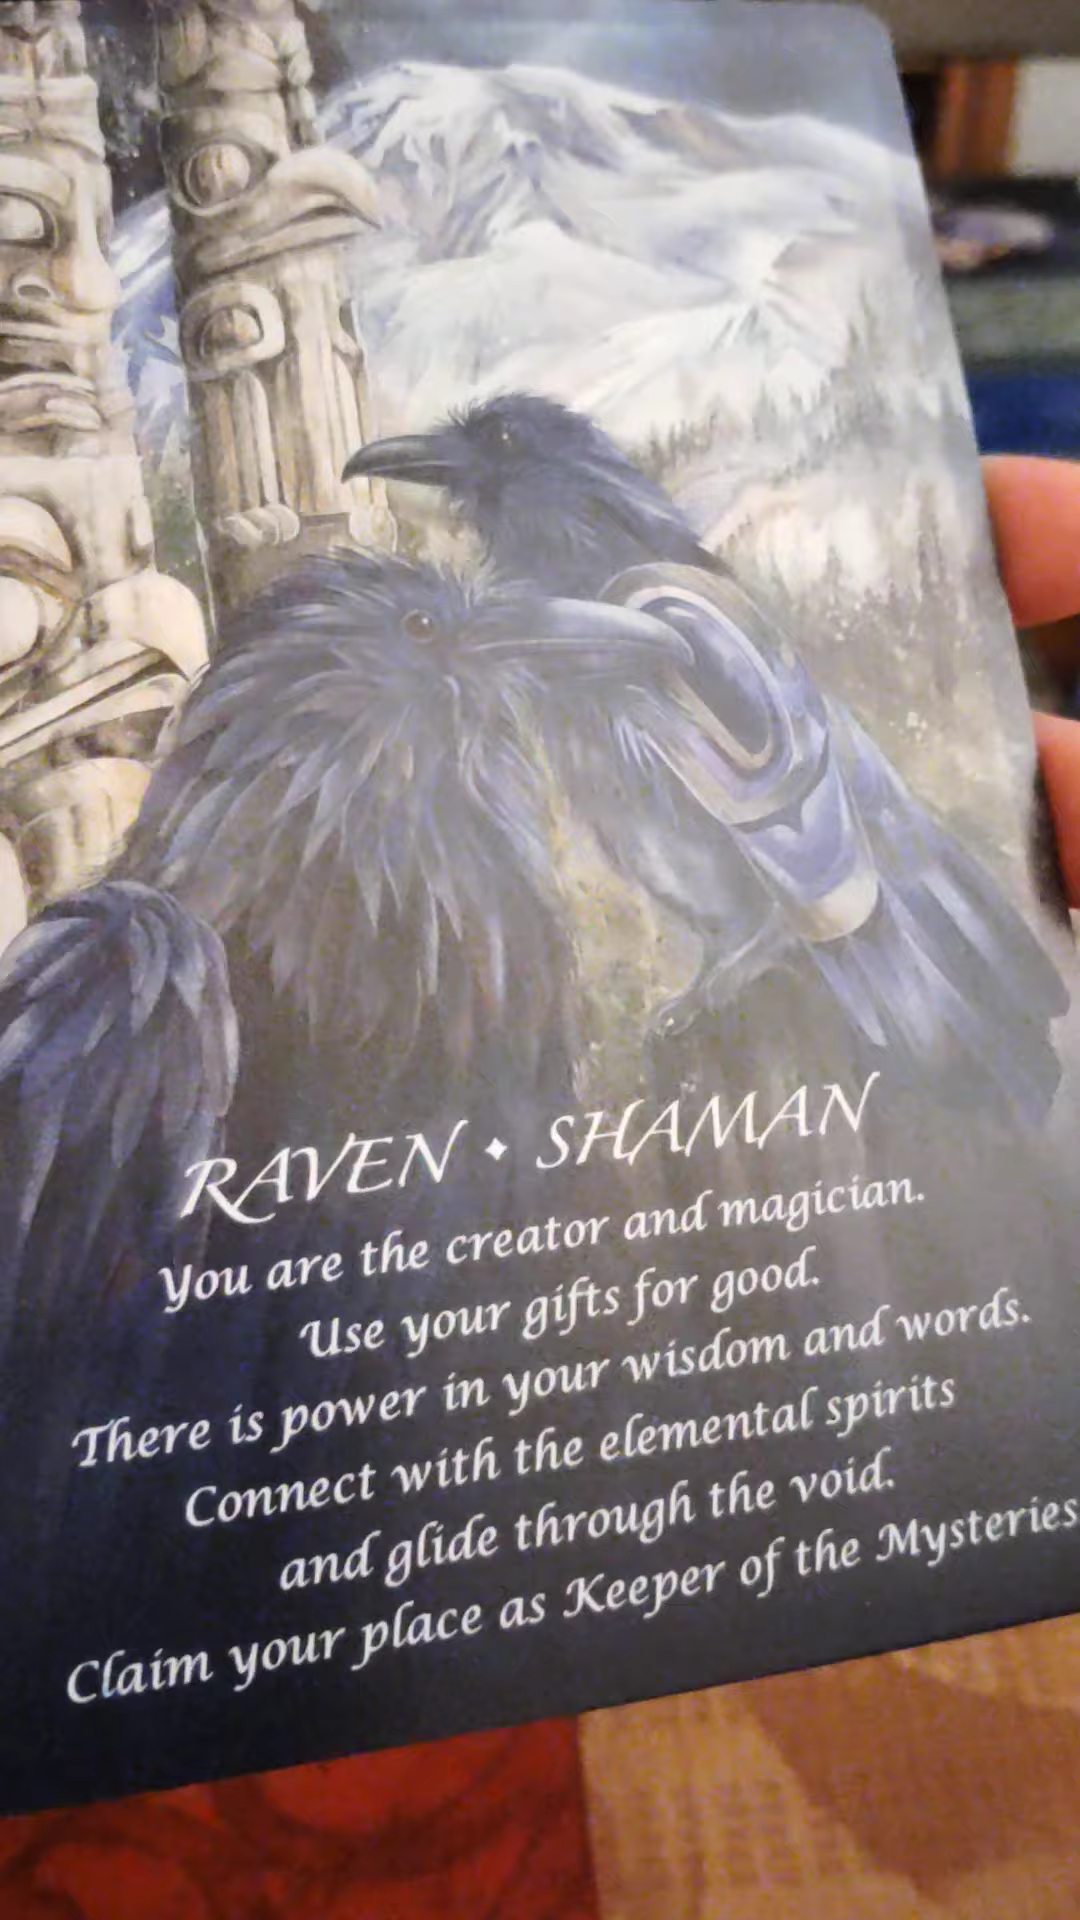 RAVEN ✦ SHAMAN
You are the creator and magician.
Use your gifts for good.
There is power in your wisdom and words.
Connect with the elemental spirits
and glide through the void.
Claim your place as Keeper of the Mysteries